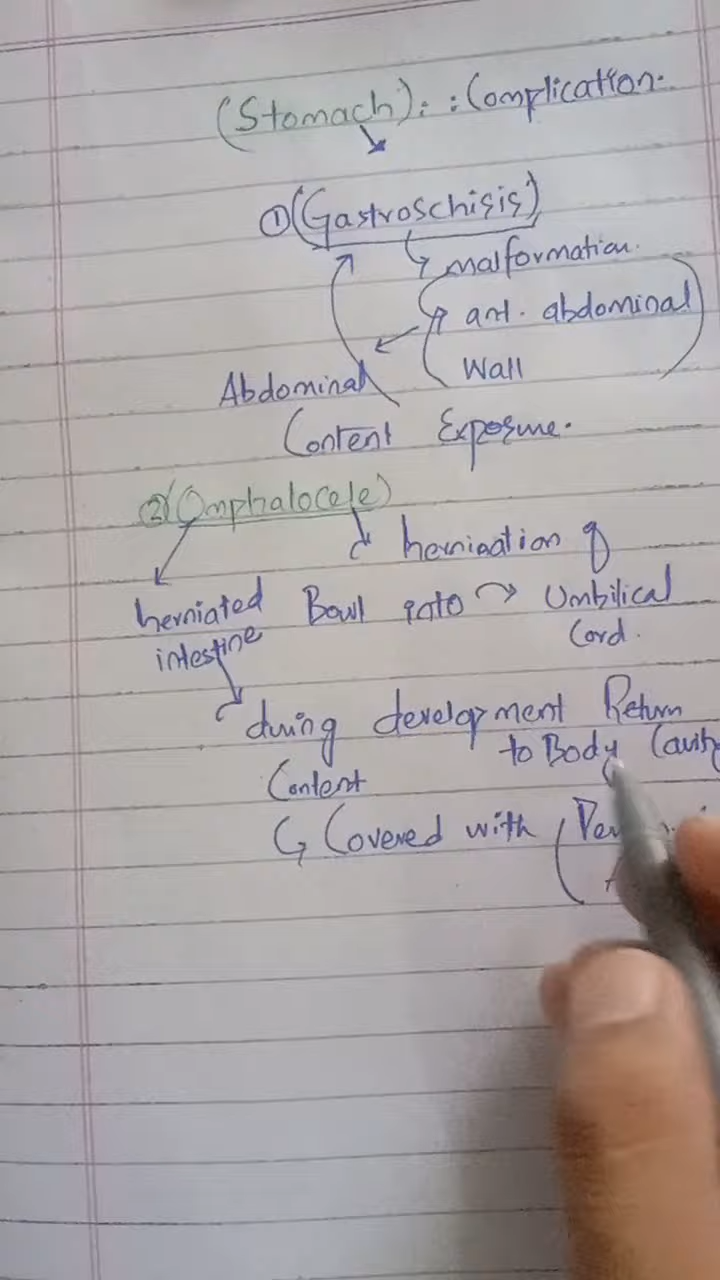 (Stomach): : Complication.
① (Gastroschisis)
malformation.
ant. abdominal
Wall
Abdominal
Content Exposure.
② (Omphalocele)
herniation of
herniated Bowl into Umbilical
intestine Cord.
during development Return
to Body Cavity
Content
Covered with